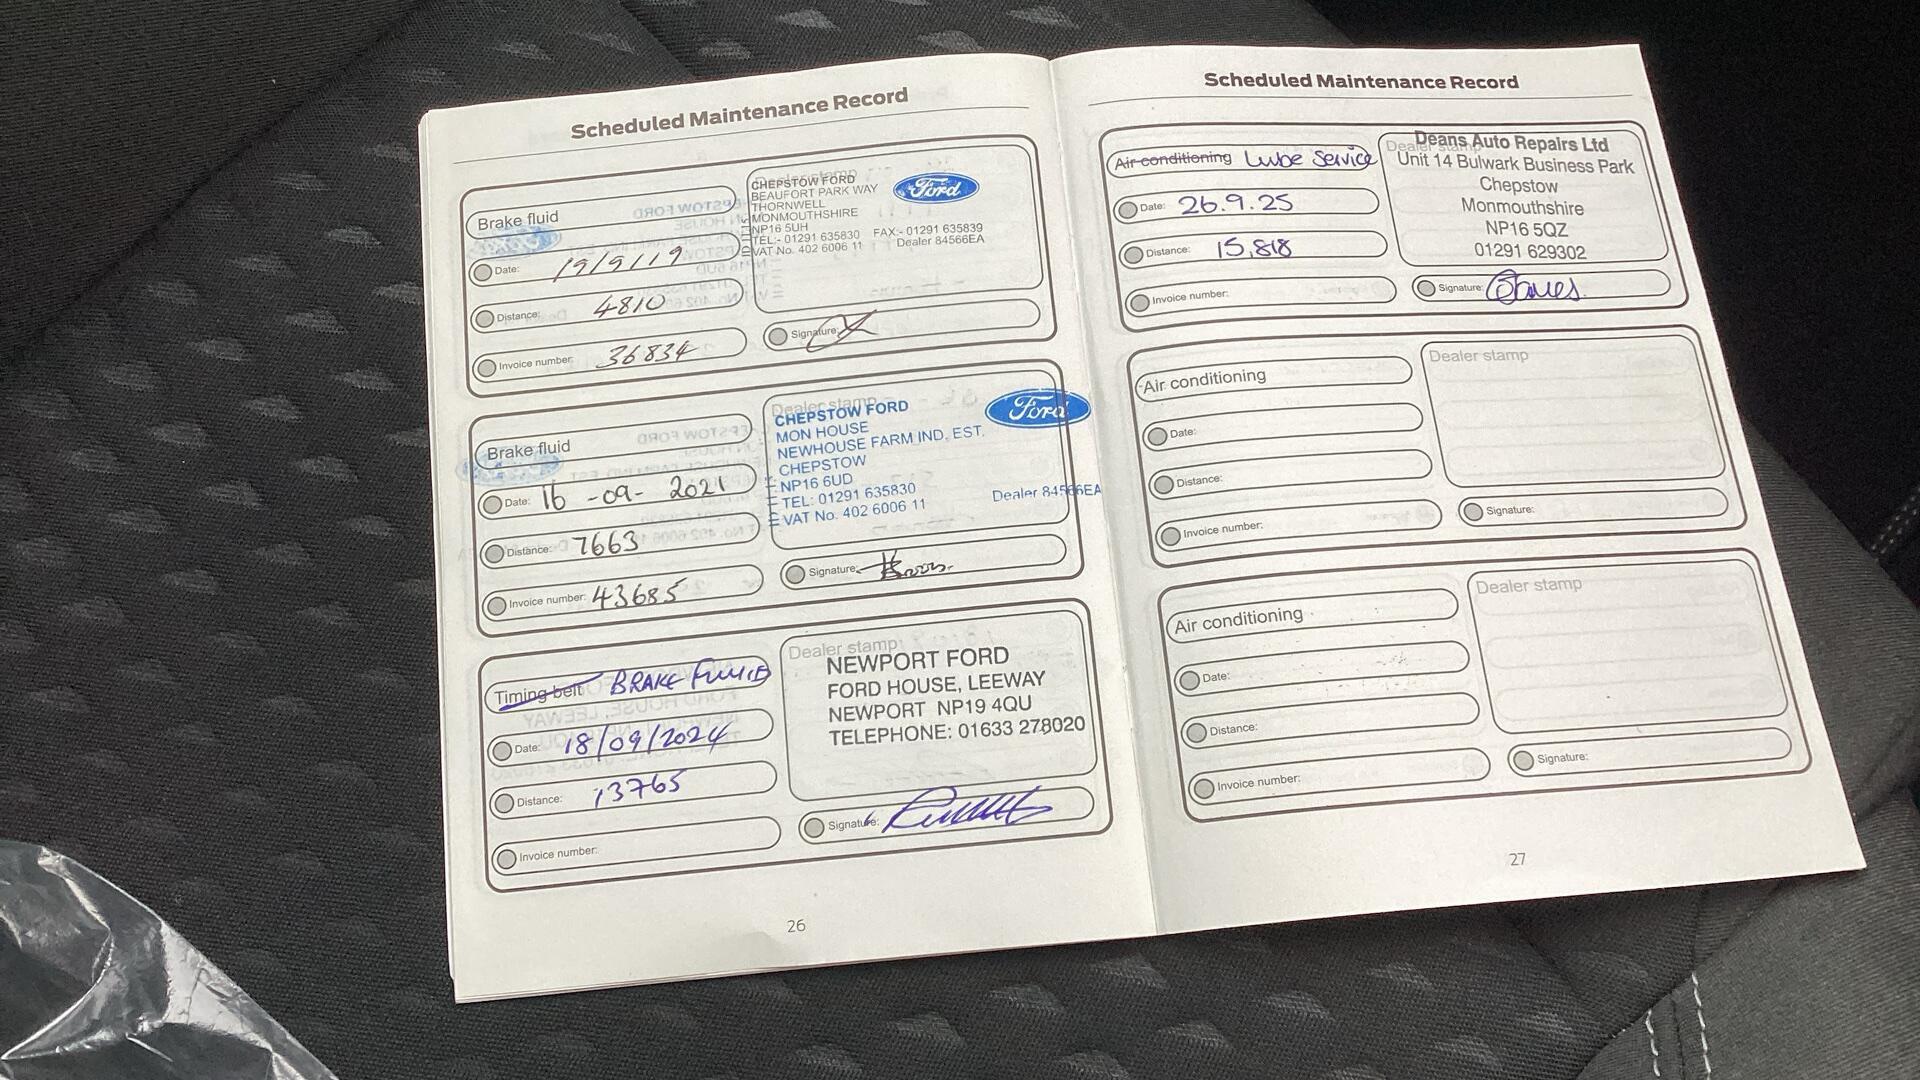 Scheduled Maintenance Record
Brake fluid
Date: 19/9/19
Distance: 4810
Invoice number: 36834
Dealer stamp
CHEPSTOW FORD
BEAUFORT PARK WAY
THORNWELL
MONMOUTHSHIRE
NP16 5UH
TEL:- 01291 635830 FAX:- 01291 635839
VAT No. 402 6006 11 Dealer 84566EA
Ford
Signature:
Brake fluid
Date: 16-09-2021
Distance: 7663
Invoice number: 43685
Dealer stamp
CHEPSTOW FORD
MON HOUSE
NEWHOUSE FARM IND. EST.
CHEPSTOW
NP16 6UD
TEL: 01291 635830
VAT No. 402 6006 11 Dealer 84566EA
Ford
Signature:
Timing belt BRAKE FLUID
Date: 18/09/2024
Distance: 13765
Invoice number:
Dealer stamp
NEWPORT FORD
FORD HOUSE, LEEWAY
NEWPORT NP19 4QU
TELEPHONE: 01633 278020
Signature:
26
Scheduled Maintenance Record
Air conditioning Lube Service
Date: 26.9.25
Distance: 15,818
Invoice number:
Dealer stamp
Deans Auto Repairs Ltd
Unit 14 Bulwark Business Park
Chepstow
Monmouthshire
NP16 5QZ
01291 629302
Signature:
Air conditioning
Date:
Distance:
Invoice number:
Dealer stamp
Signature:
Air conditioning
Date:
Distance:
Invoice number:
Dealer stamp
Signature:
27